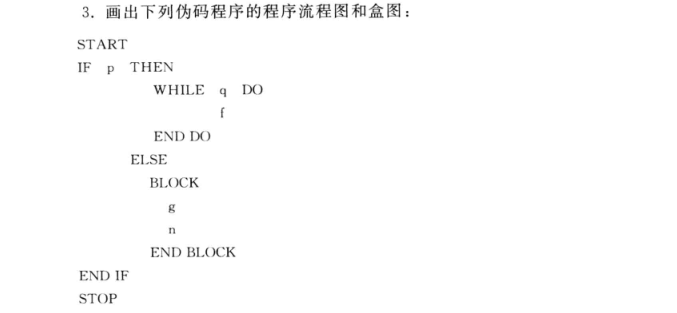 3. 画出下列伪码程序的程序流程图和盒图：
START
IF p THEN
WHILE q DO
f
END DO
ELSE
BLOCK
g
n
END BLOCK
END IF
STOP